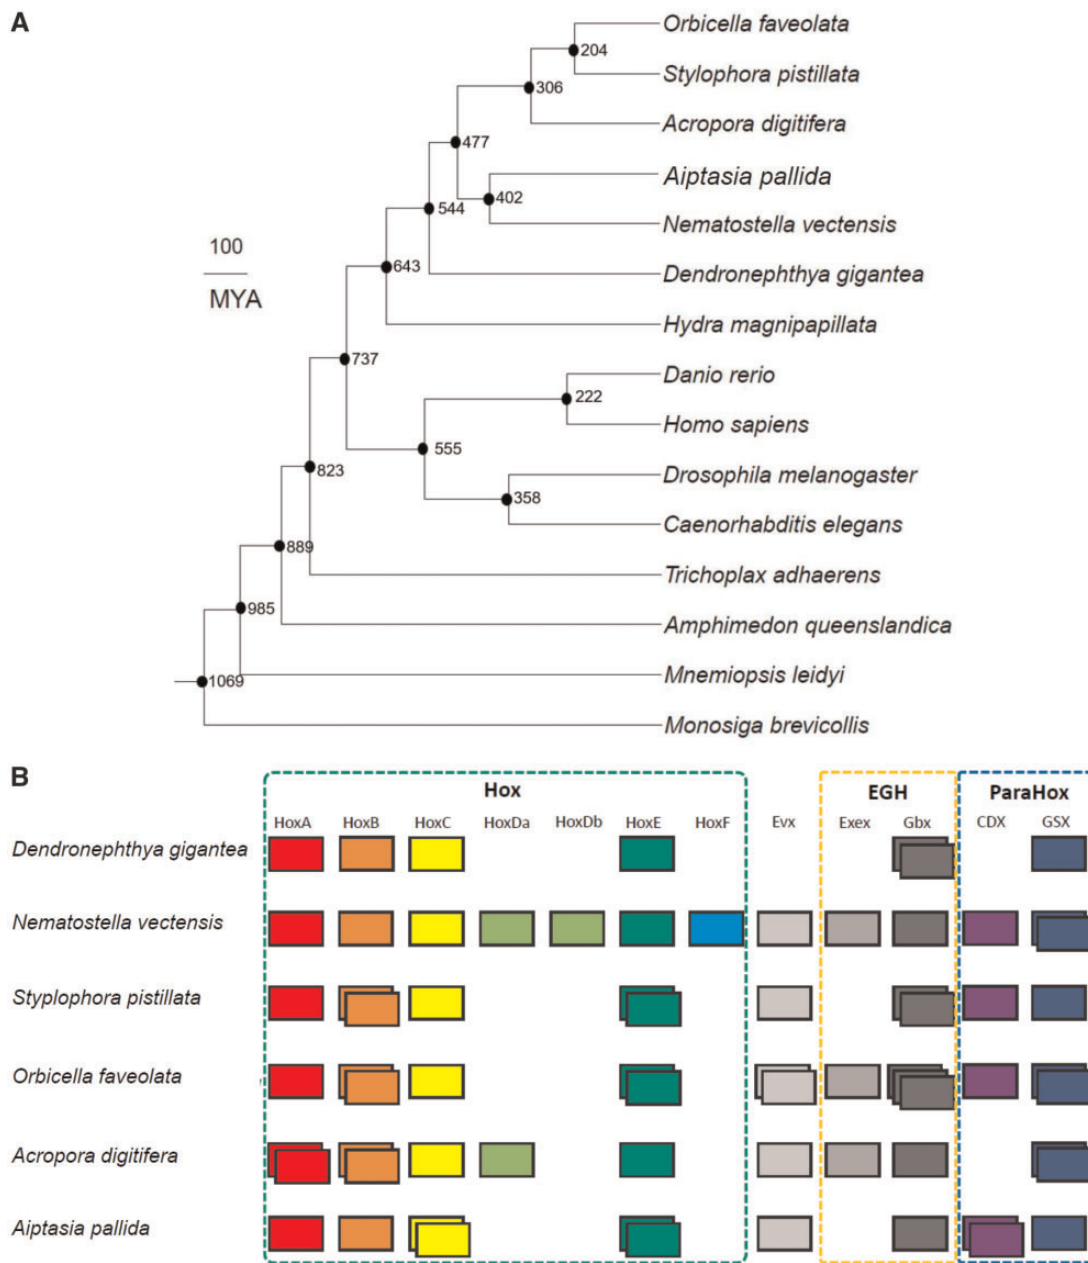 A
Orbicella faveolata
204
Stylophora pistillata
306
Acropora digitifera
477
Aiptasia pallida
402
544
Nematostella vectensis
100
643
Dendronephthya gigantea
MYA
Hydra magnipapillata
737
Danio rerio
222
Homo sapiens
555
823
Drosophila melanogaster
358
Caenorhabditis elegans
889
Trichoplax adhaerens
985
Amphimedon queenslandica
1069
Mnemiopsis leidyi
Monosiga brevicollis
B
Hox EGH ParaHox
HoxA HoxB HoxC HoxDa HoxDb HoxE HoxF Evx Exex Gbx CDX GSX
Dendronephthya gigantea
Nematostella vectensis
Styplophora pistillata
Orbicella faveolata
Acropora digitifera
Aiptasia pallida